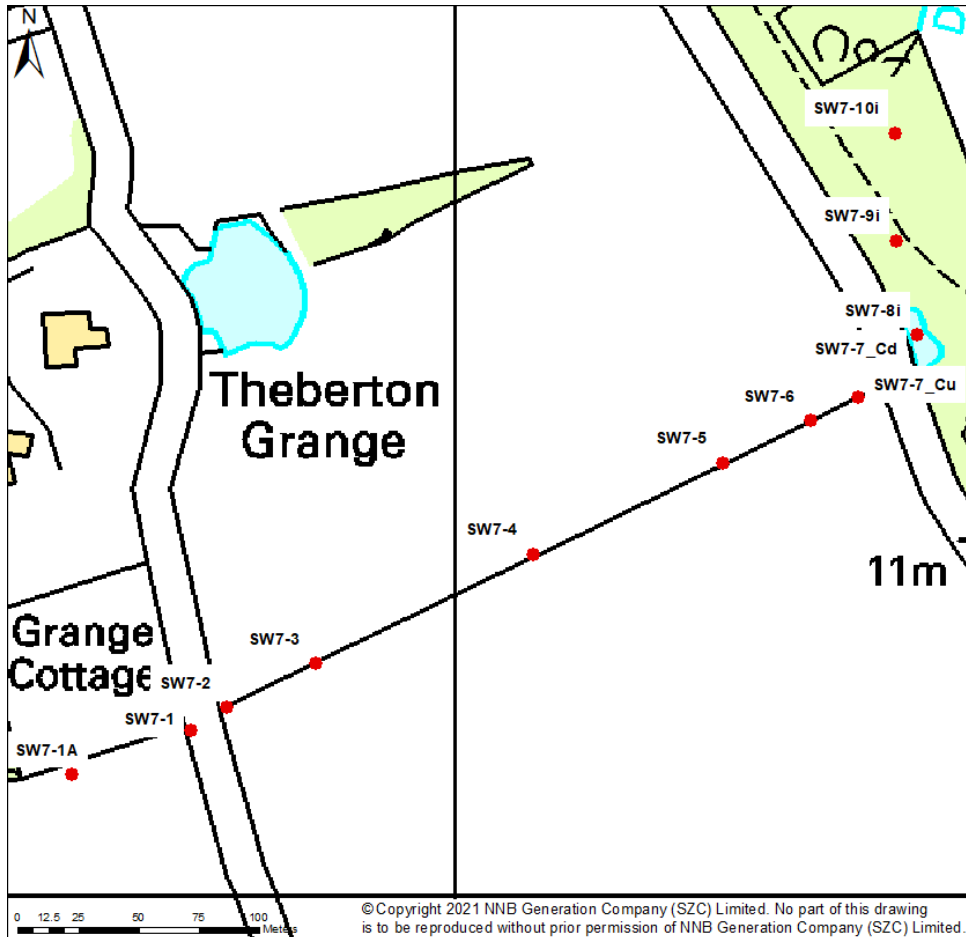 N
SW7-10i
SW7-9i
SW7-8i
SW7-7_Cd
SW7-7_Cu
SW7-6
SW7-5
SW7-4
Theberton
Grange
11m
Grange
Cottage
SW7-3
SW7-2
SW7-1
SW7-1A
0 12.5 25 50 75 100
Meters
©Copyright 2021 NNB Generation Company (SZC) Limited. No part of this drawing
is to be reproduced without prior permission of NNB Generation Company (SZC) Limited.